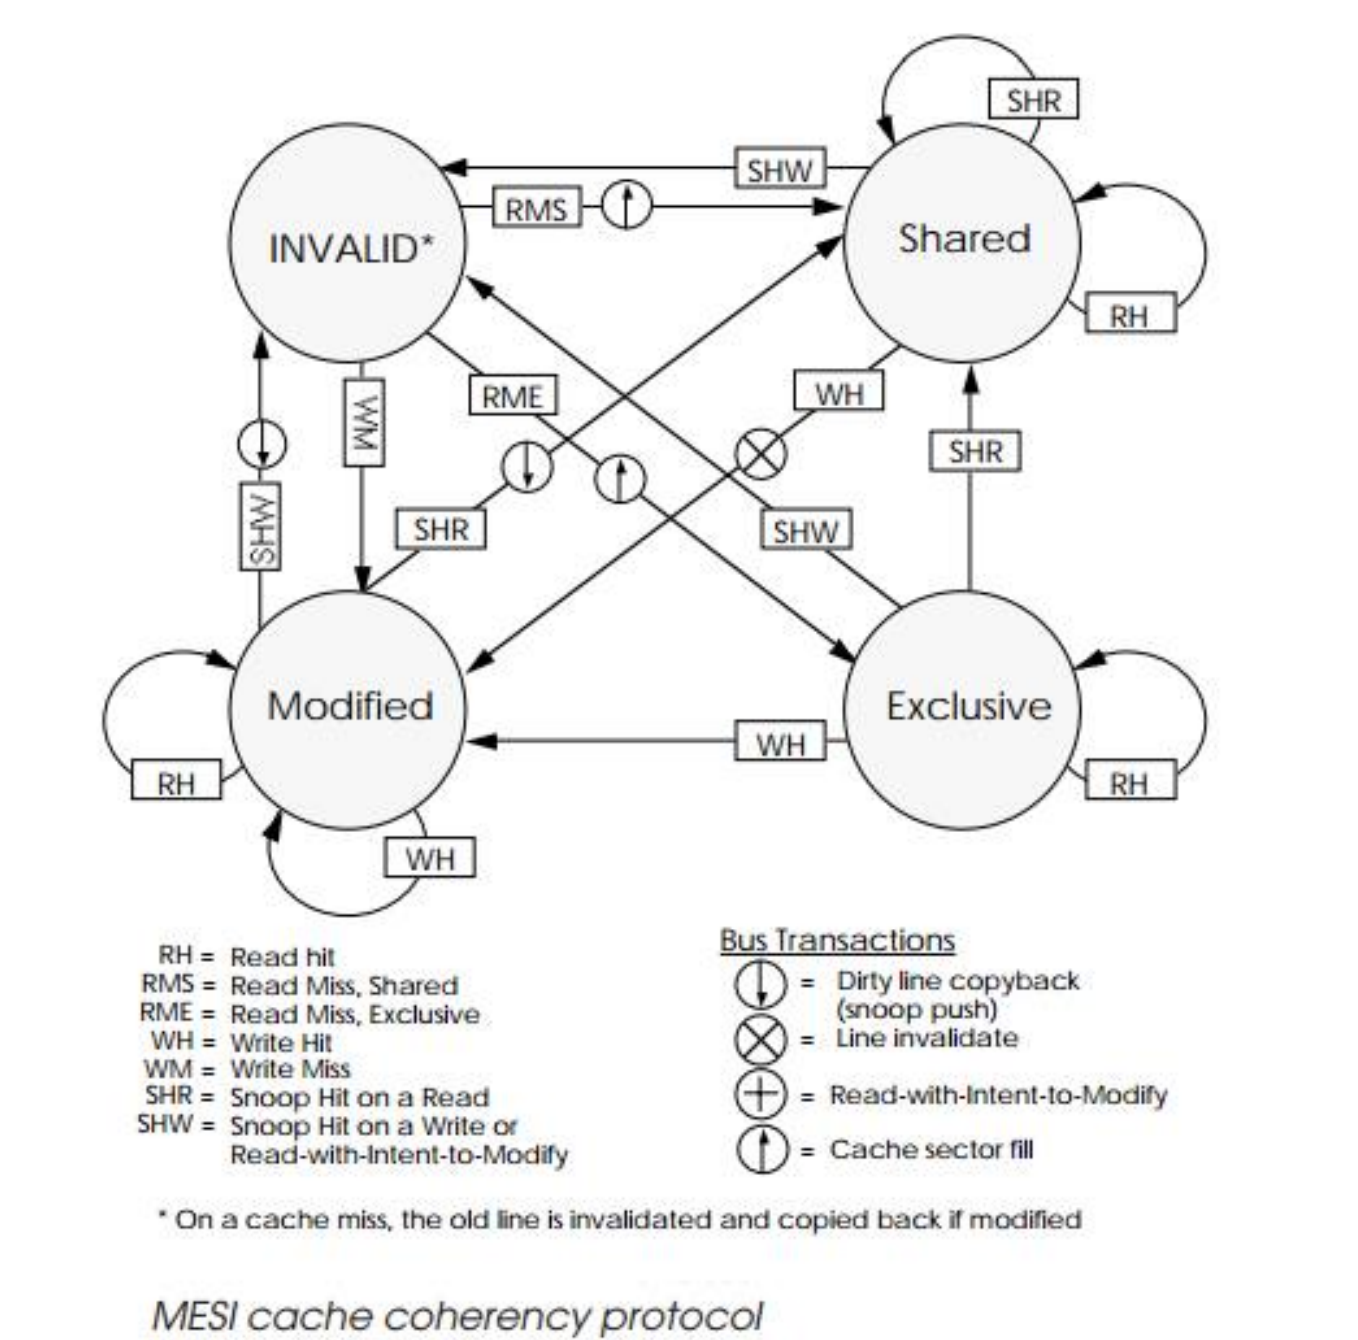 SHR
SHW
RMS
INVALID*
Shared
RH
RME
WH
WM
SHR
SHW
SHR
SHW
Modified
Exclusive
WH
RH
RH
WH
RH = Read hit
RMS = Read Miss, Shared
RME = Read Miss, Exclusive
WH = Write Hit
WM = Write Miss
SHR = Snoop Hit on a Read
SHW = Snoop Hit on a Write or
Read-with-Intent-to-Modify
Bus Transactions
= Dirty line copyback
(snoop push)
= Line invalidate
= Read-with-Intent-to-Modify
= Cache sector fill
* On a cache miss, the old line is invalidated and copied back if modified
MESI cache coherency protocol